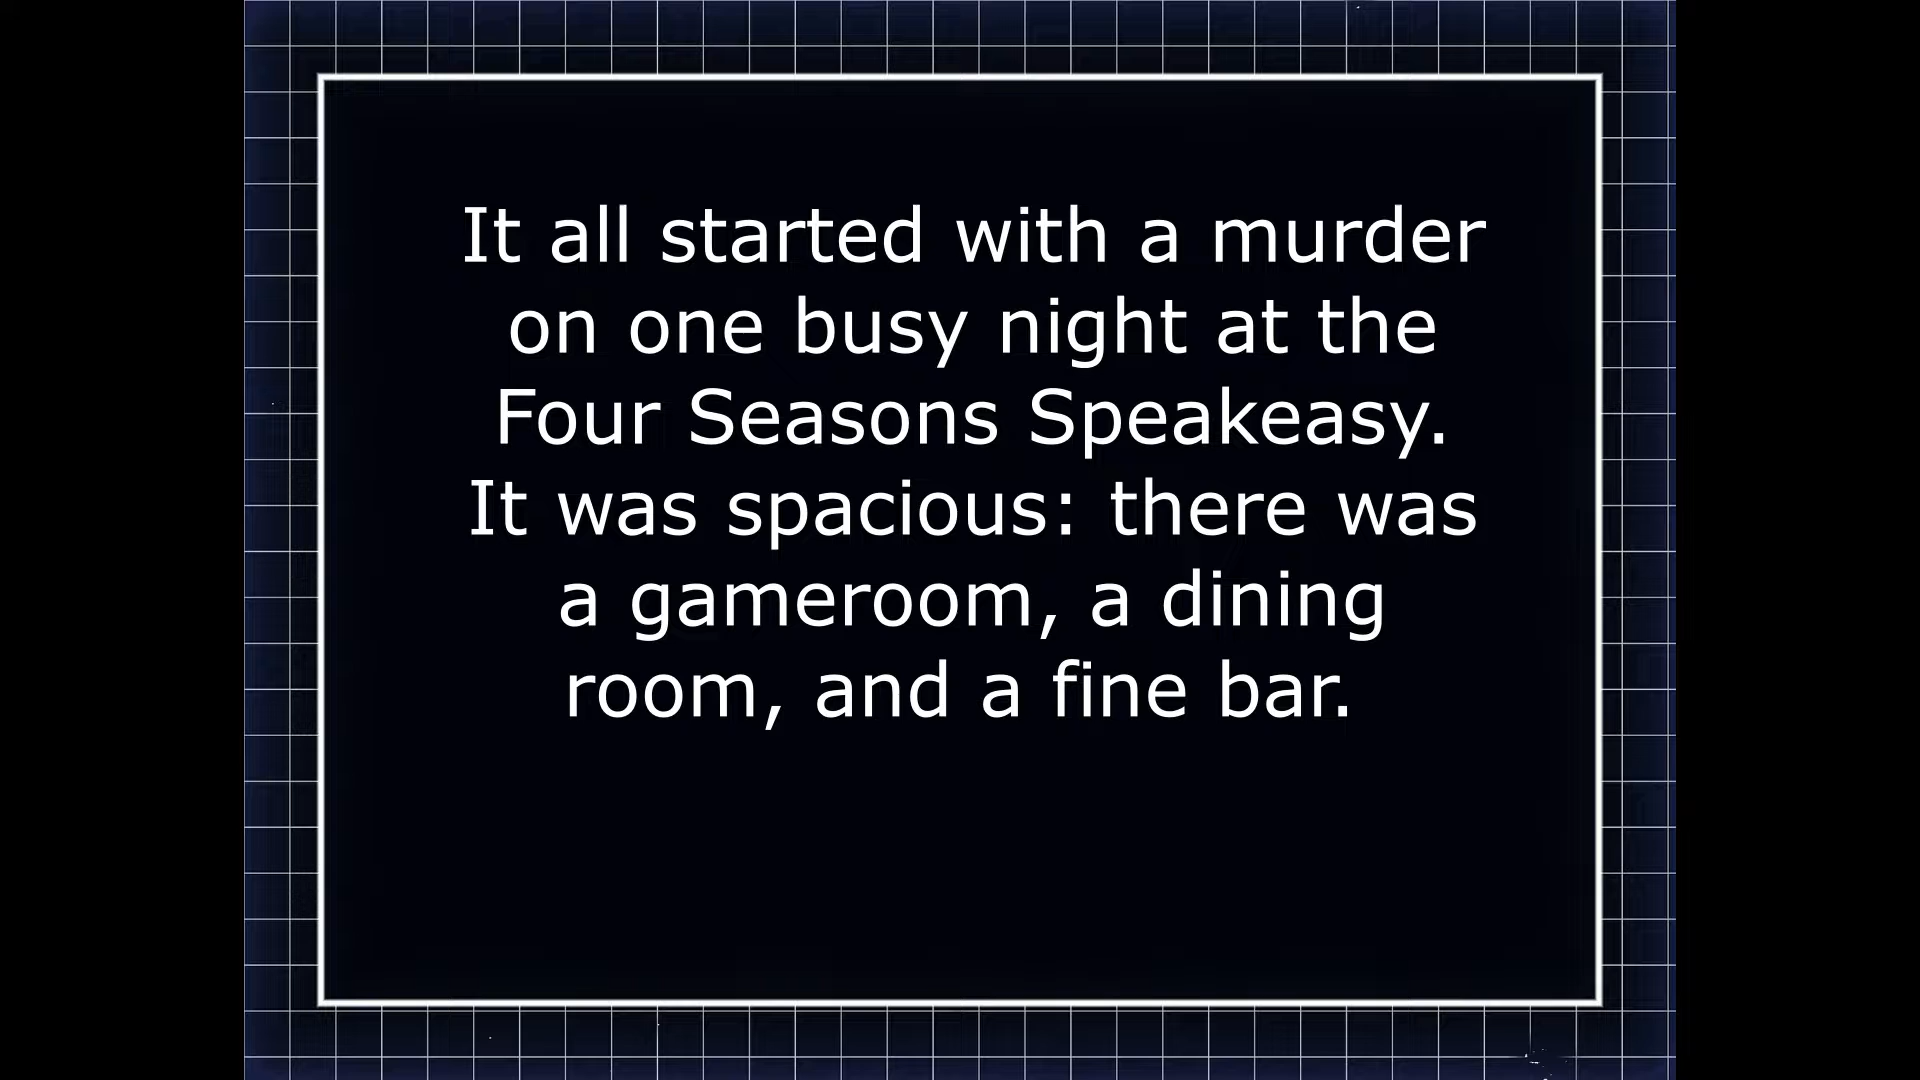 It all started with a murder
on one busy night at the
Four Seasons Speakeasy.
It was spacious: there was
a gameroom, a dining
room, and a fine bar.